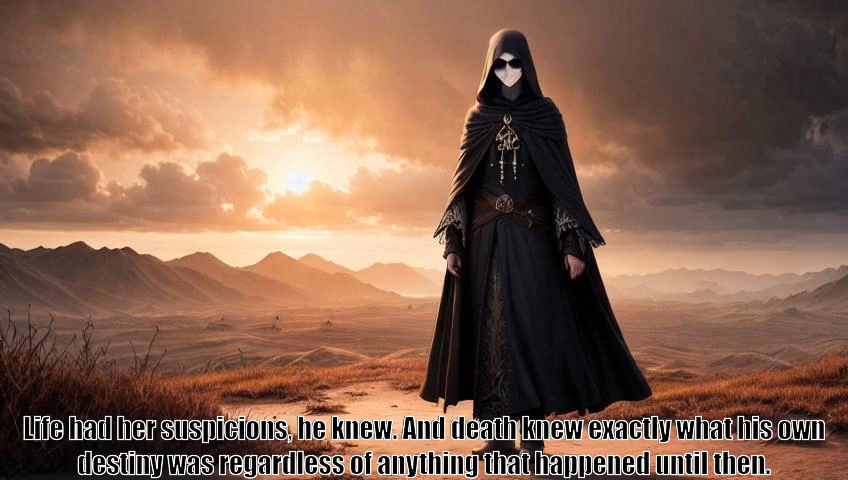 Life had her suspicions, he knew. And death knew exactly what his own
destiny was regardless of anything that happened until then.